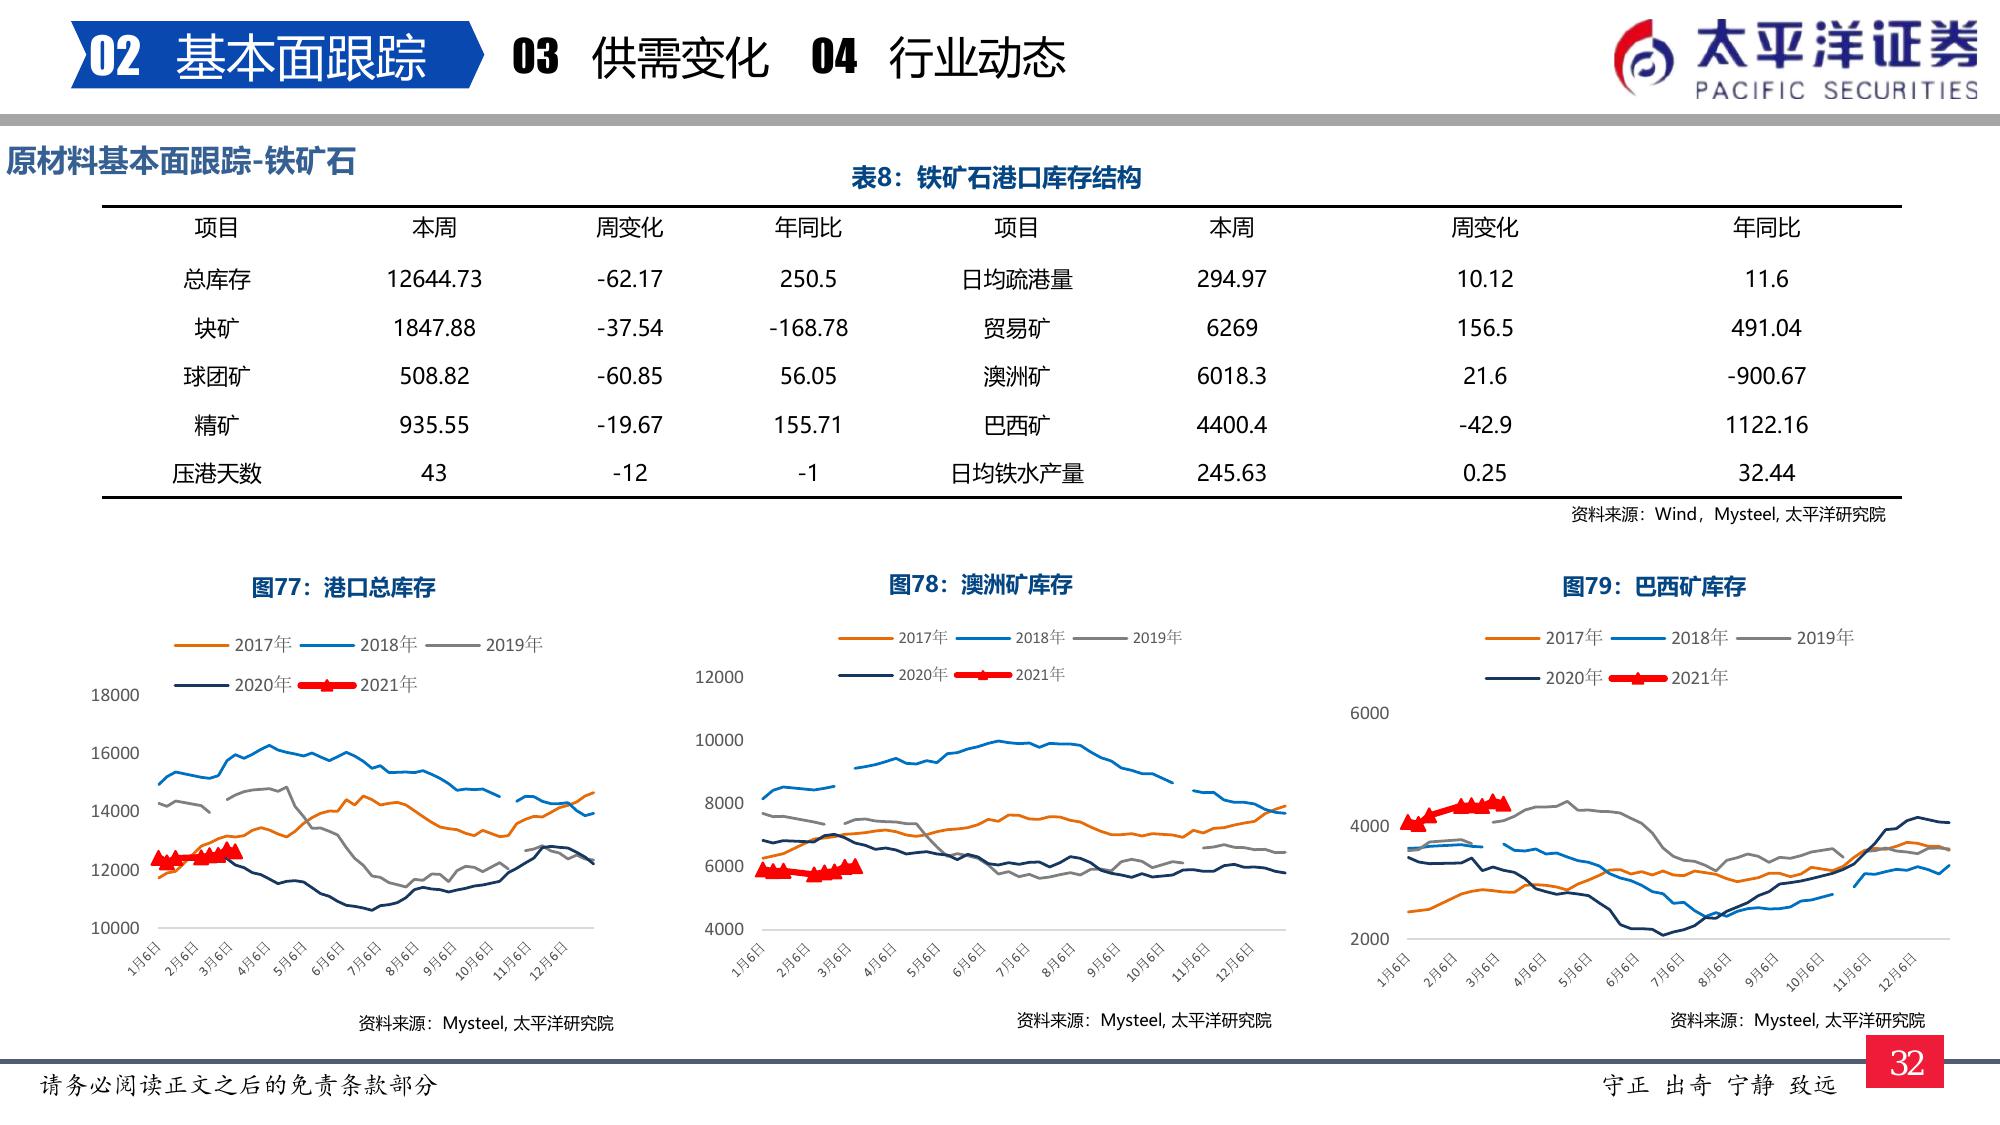 02 基本面跟踪 03 供需变化 04 行业动态
太平洋证券
PACIFIC SECURITIES
原材料基本面跟踪-铁矿石
表8：铁矿石港口库存结构
项目 本周 周变化 年同比 项目 本周 周变化 年同比
总库存 12644.73 -62.17 250.5 日均疏港量 294.97 10.12 11.6
块矿 1847.88 -37.54 -168.78 贸易矿 6269 156.5 491.04
球团矿 508.82 -60.85 56.05 澳洲矿 6018.3 21.6 -900.67
精矿 935.55 -19.67 155.71 巴西矿 4400.4 -42.9 1122.16
压港天数 43 -12 -1 日均铁水产量 245.63 0.25 32.44
资料来源：Wind，Mysteel, 太平洋研究院
图77：港口总库存
2017年 2018年 2019年
2020年 2021年
18000
16000
14000
12000
10000
1月6日 2月6日 3月6日 4月6日 5月6日 6月6日 7月6日 8月6日 9月6日 10月6日 11月6日 12月6日
资料来源：Mysteel, 太平洋研究院
图78：澳洲矿库存
2017年 2018年 2019年
2020年 2021年
12000
10000
8000
6000
4000
1月6日 2月6日 3月6日 4月6日 5月6日 6月6日 7月6日 8月6日 9月6日 10月6日 11月6日 12月6日
资料来源：Mysteel, 太平洋研究院
图79：巴西矿库存
2017年 2018年 2019年
2020年 2021年
6000
4000
2000
1月6日 2月6日 3月6日 4月6日 5月6日 6月6日 7月6日 8月6日 9月6日 10月6日 11月6日 12月6日
资料来源：Mysteel, 太平洋研究院
请务必阅读正文之后的免责条款部分
守正 出奇 宁静 致远
32